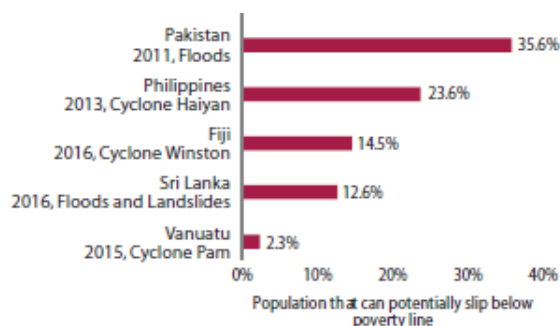 Pakistan
2011, Floods
35.6%
Philippines
2013, Cyclone Haiyan
23.6%
Fiji
2016, Cyclone Winston
14.5%
Sri Lanka
2016, Floods and Landslides
12.6%
Vanuatu
2015, Cyclone Pam
2.3%
0% 10% 20% 30% 40%
Population that can potentially slip below
poverty line